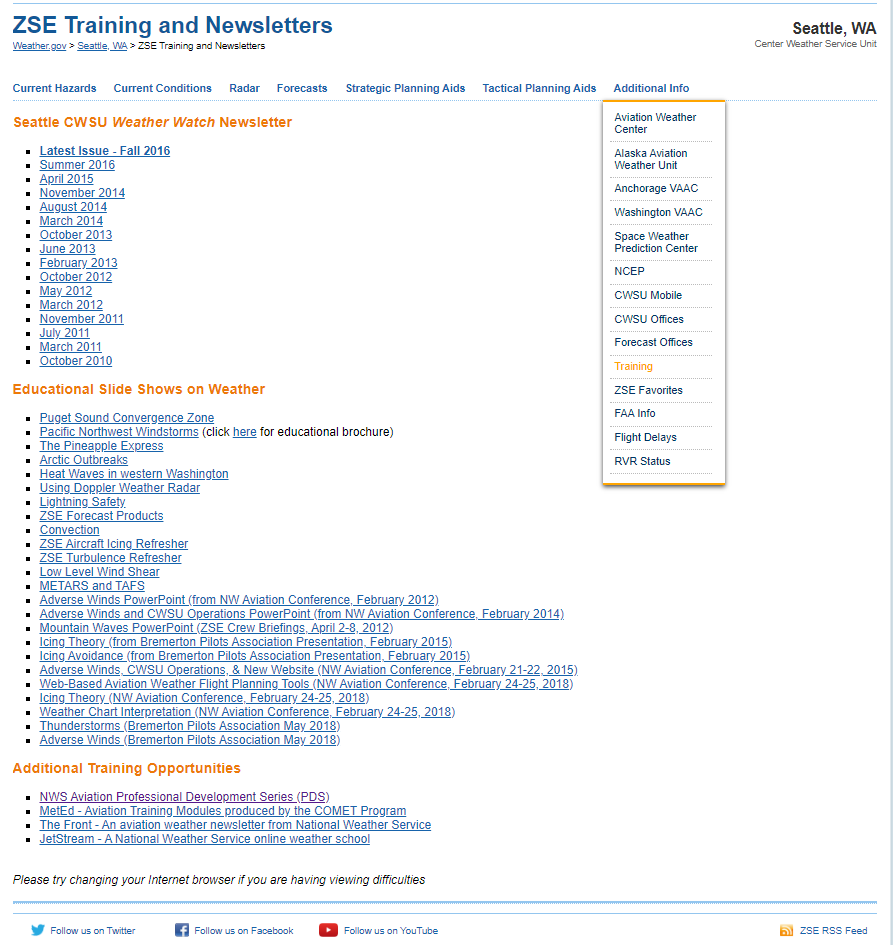 ZSE Training and Newsletters
Seattle, WA
Weather.gov > Seattle, WA > ZSE Training and Newsletters
Center Weather Service Unit
Current Hazards Current Conditions Radar Forecasts Strategic Planning Aids Tactical Planning Aids Additional Info
Aviation Weather
Center
Alaska Aviation
Weather Unit
Anchorage VAAC
Washington VAAC
Space Weather
Prediction Center
NCEP
CWSU Mobile
CWSU Offices
Forecast Offices
Training
ZSE Favorites
FAA Info
Flight Delays
RVR Status
Seattle CWSU Weather Watch Newsletter
Latest Issue - Fall 2016
Summer 2016
April 2015
November 2014
August 2014
March 2014
October 2013
June 2013
February 2013
October 2012
May 2012
March 2012
November 2011
July 2011
March 2011
October 2010
Educational Slide Shows on Weather
Puget Sound Convergence Zone
Pacific Northwest Windstorms (click here for educational brochure)
The Pineapple Express
Arctic Outbreaks
Heat Waves in western Washington
Using Doppler Weather Radar
Lightning Safety
ZSE Forecast Products
Convection
ZSE Aircraft Icing Refresher
ZSE Turbulence Refresher
Low Level Wind Shear
METARS and TAFS
Adverse Winds PowerPoint (from NW Aviation Conference, February 2012)
Adverse Winds and CWSU Operations PowerPoint (from NW Aviation Conference, February 2014)
Mountain Waves PowerPoint (ZSE Crew Briefings, April 2-8, 2012)
Icing Theory (from Bremerton Pilots Association Presentation, February 2015)
Icing Avoidance (from Bremerton Pilots Association Presentation, February 2015)
Adverse Winds, CWSU Operations, & New Website (NW Aviation Conference, February 21-22, 2015)
Web-Based Aviation Weather Flight Planning Tools (NW Aviation Conference, February 24-25, 2018)
Icing Theory (NW Aviation Conference, February 24-25, 2018)
Weather Chart Interpretation (NW Aviation Conference, February 24-25, 2018)
Thunderstorms (Bremerton Pilots Association May 2018)
Adverse Winds (Bremerton Pilots Association May 2018)
Additional Training Opportunities
NWS Aviation Professional Development Series (PDS)
MetEd - Aviation Training Modules produced by the COMET Program
The Front - An aviation weather newsletter from National Weather Service
JetStream - A National Weather Service online weather school
Please try changing your Internet browser if you are having viewing difficulties
Follow us on Twitter Follow us on Facebook Follow us on YouTube ZSE RSS Feed